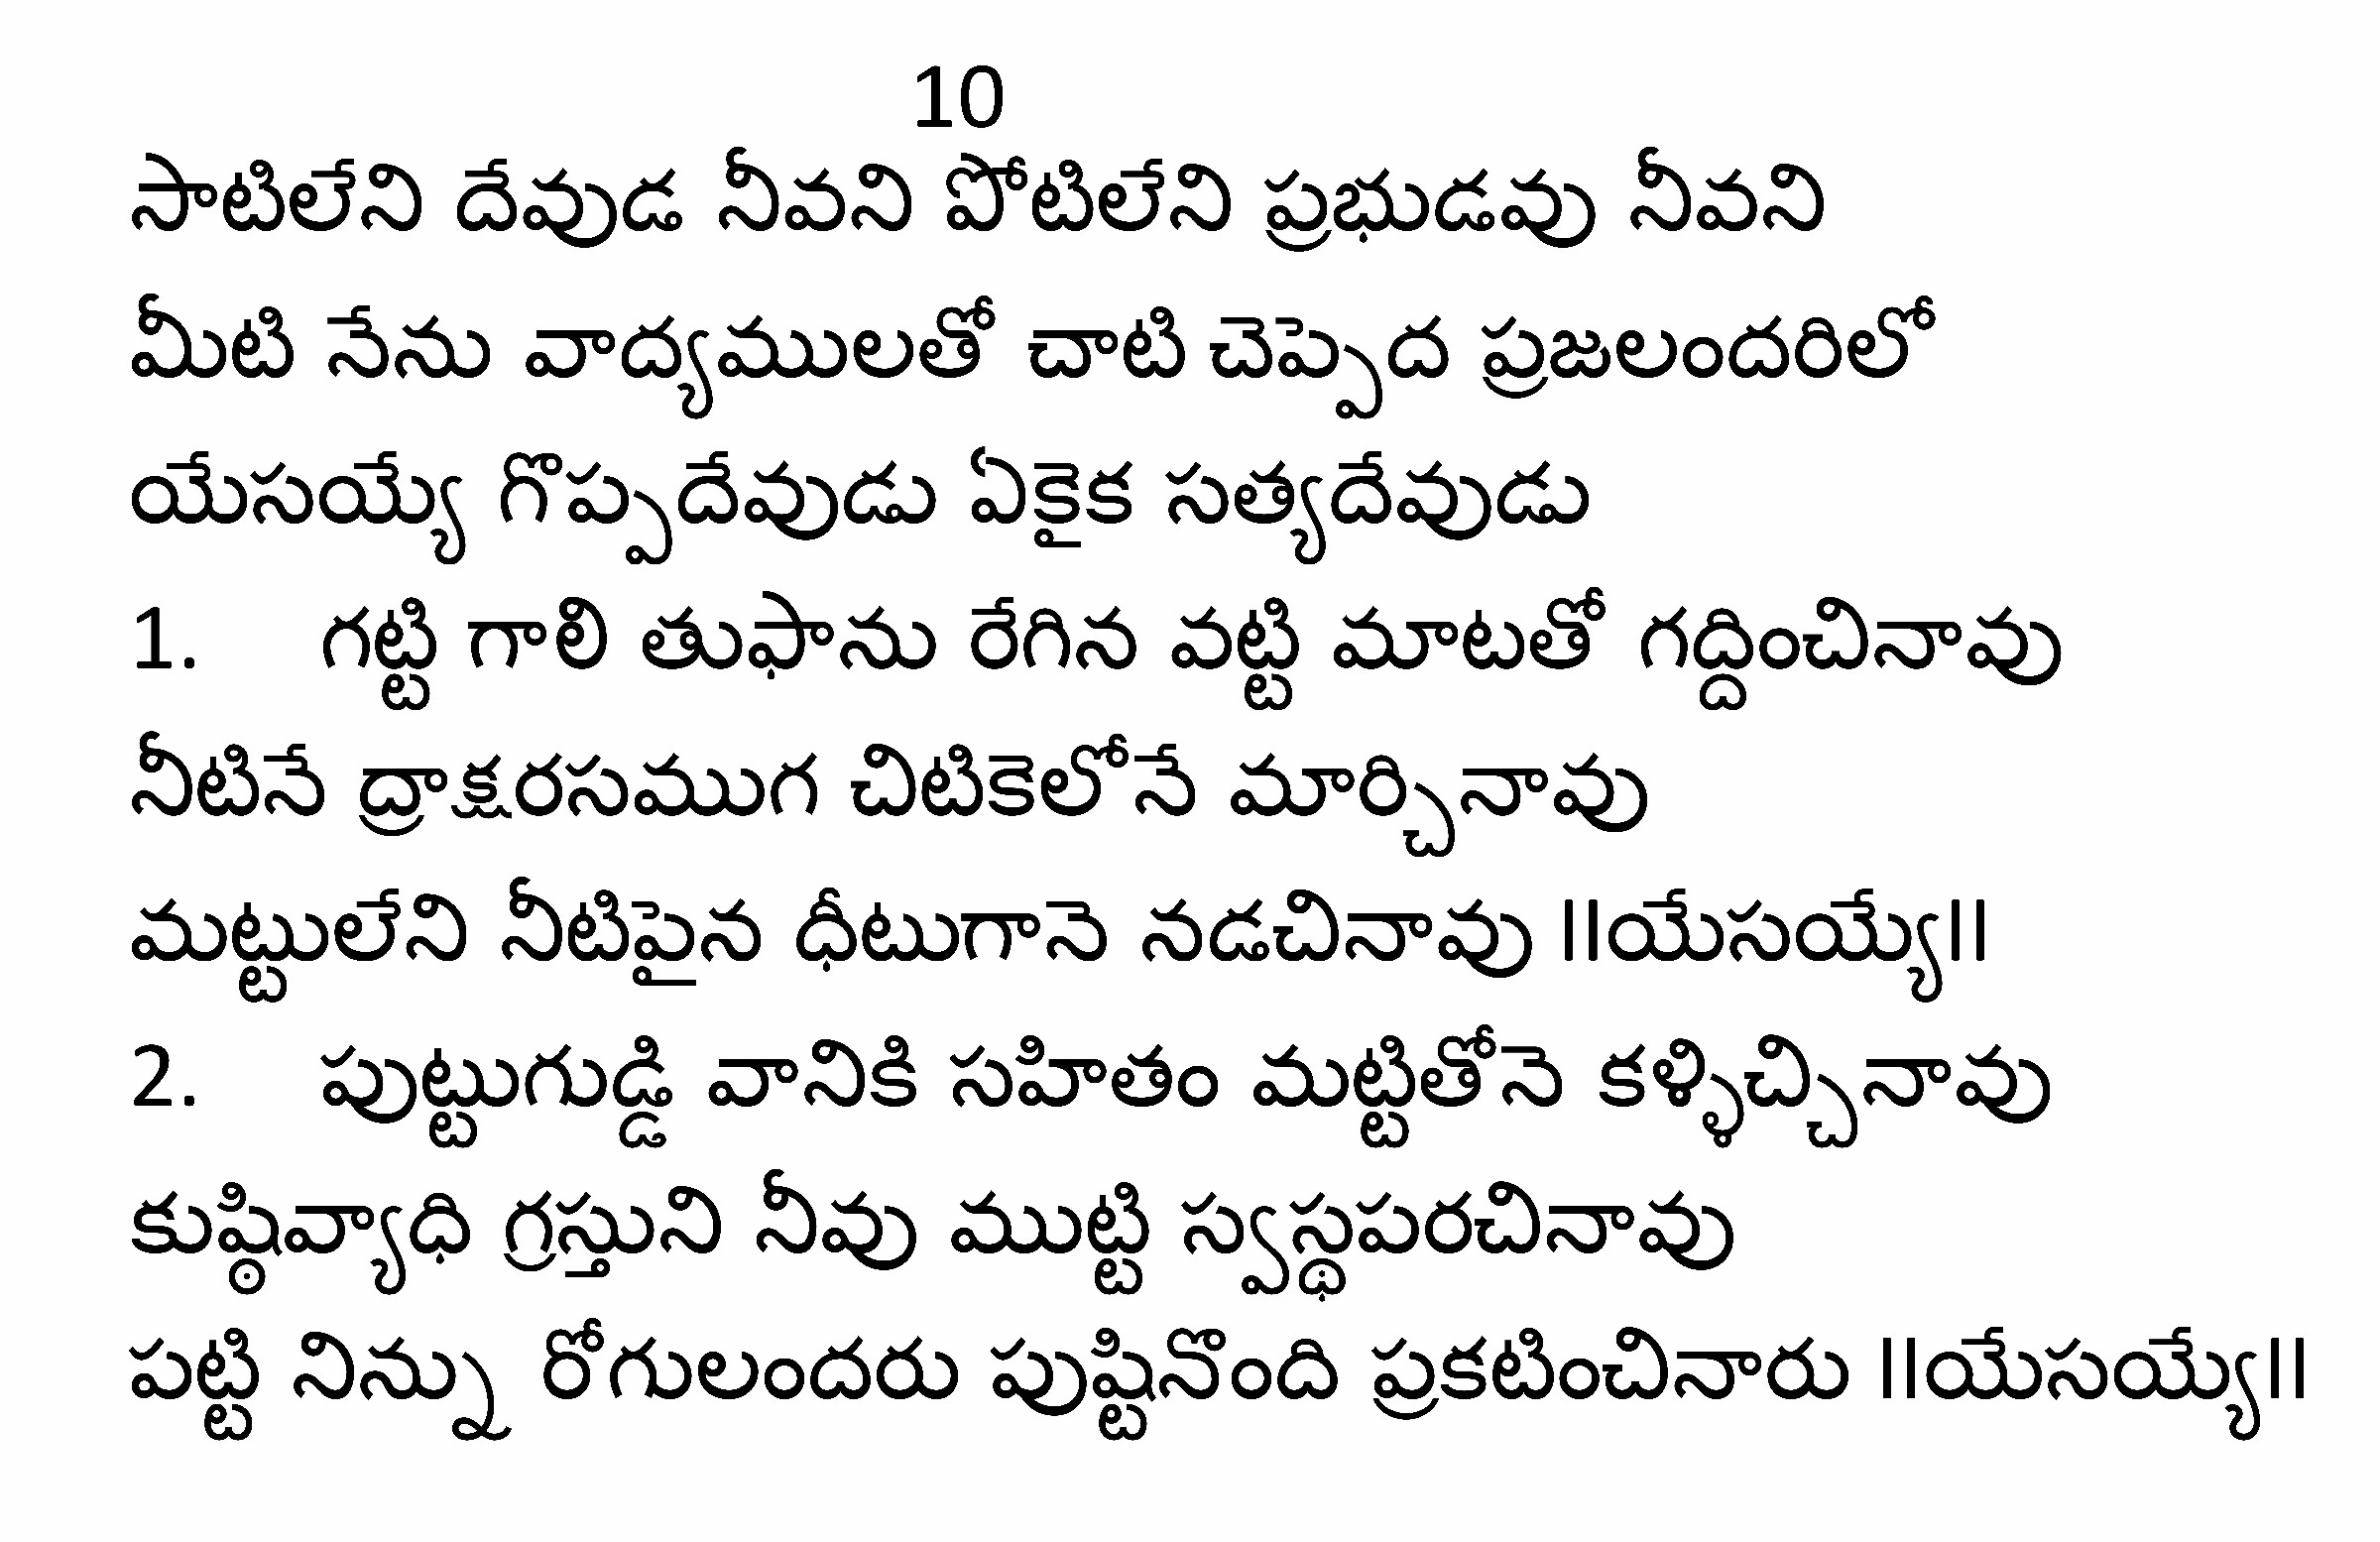 10
సాటిలేని దేవుడ నీవని పోటిలేని ప్రభుడవు నీవని
మీటి నేను వాద్యములతో చాటి చెప్పెద ప్రజలందరిలో
యేసయ్యే గొప్పదేవుడు ఏకైక సత్యదేవుడు
1. గట్టి గాలి తుఫాను రేగిన వట్టి మాటతో గద్దించినావు
నీటినే ద్రాక్షరసముగ చిటికెలోనే మార్చినావు
మట్టులేని నీటిపైన ధీటుగానె నడచినావు ||యేసయ్యే||
2. పుట్టుగుడ్డి వానికి సహితం మట్టితోనె కళ్ళిచ్చినావు
కుష్ఠివ్యాధి గ్రస్తుని నీవు ముట్టి స్వస్థపరచినావు
పట్టి నిన్ను రోగులందరు పుష్టినొంది ప్రకటించినారు ||యేసయ్యే||